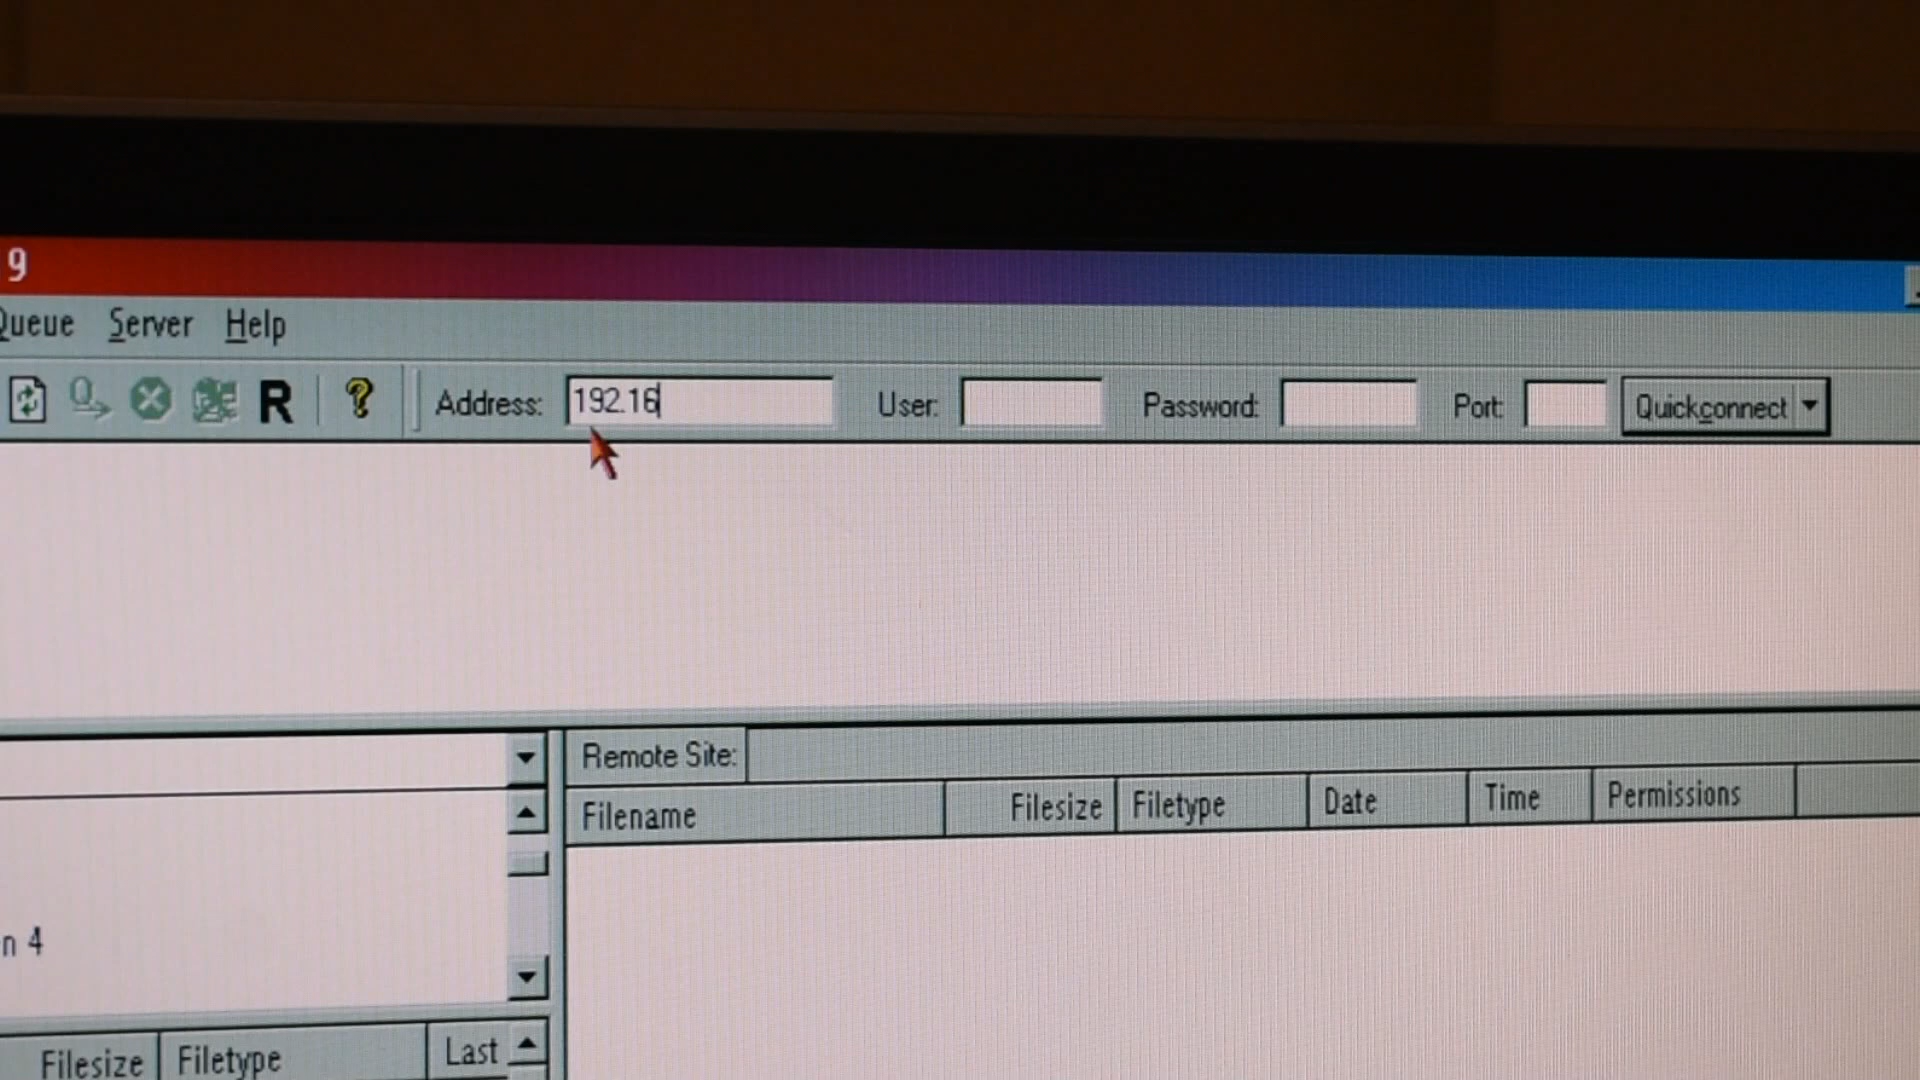 9
Queue Server Help
R ? Address: 192.16 User: Password: Port: Quickconnect
Remote Site:
Filename Filesize Filetype Date Time Permissions
n 4
Filesize Filetype Last